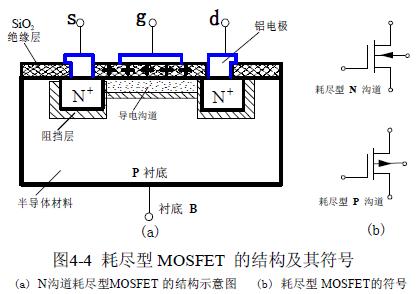 s g d
SiO₂
绝缘层
铝电极
N⁺ N⁺
导电沟道
耗尽型 N 沟道
阻挡层
P 衬底
半导体材料
衬底 B
耗尽型 P 沟道
(a) (b)
图4-4 耗尽型 MOSFET 的结构及其符号
(a) N沟道耗尽型MOSFET 的结构示意图 (b) 耗尽型 MOSFET的符号